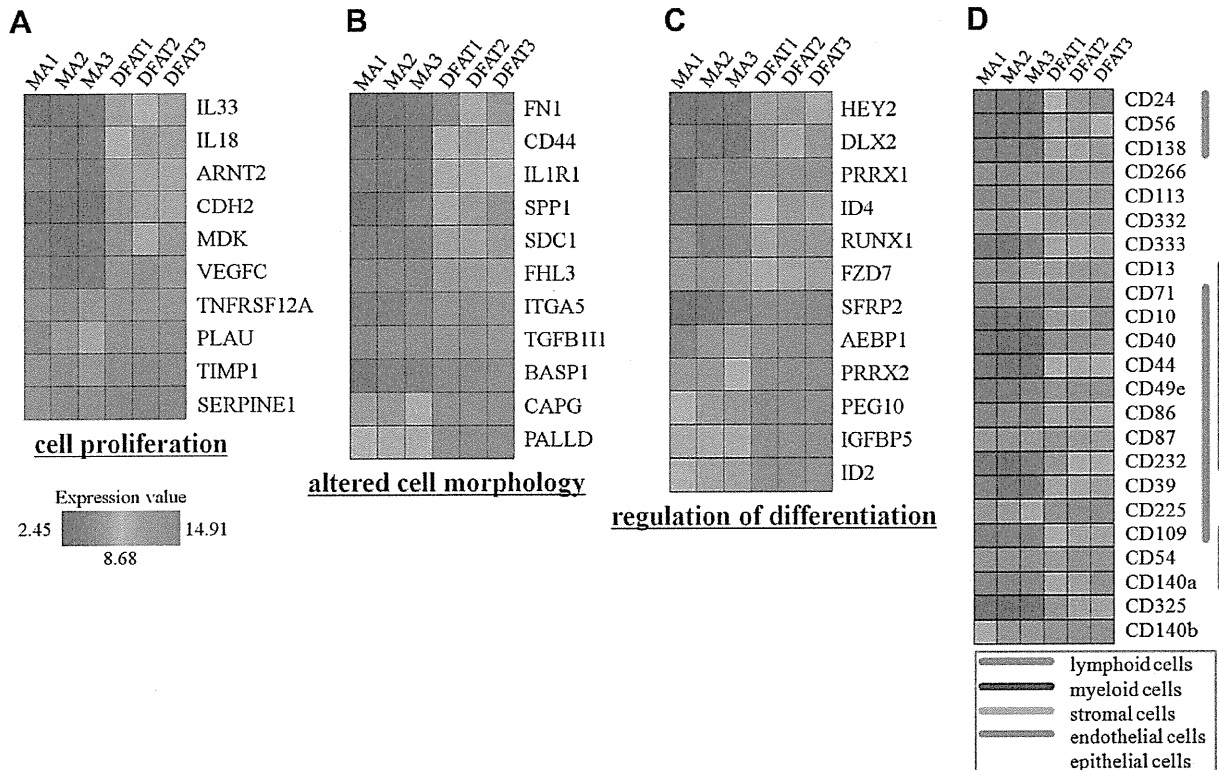 A
MA1 MA2 MA3 DFAT1 DFAT2 DFAT3
IL33
IL18
ARNT2
CDH2
MDK
VEGFC
TNFRSF12A
PLAU
TIMP1
SERPINE1
cell proliferation
Expression value
2.45 14.91
8.68
B
MA1 MA2 MA3 DFAT1 DFAT2 DFAT3
FN1
CD44
IL1R1
SPP1
SDC1
FHL3
ITGA5
TGFB1I1
BASP1
CAPG
PALLD
altered cell morphology
C
MA1 MA2 MA3 DFAT1 DFAT2 DFAT3
HEY2
DLX2
PRRX1
ID4
RUNX1
FZD7
SFRP2
AEBP1
PRRX2
PEG10
IGFBP5
ID2
regulation of differentiation
D
MA1 MA2 MA3 DFAT1 DFAT2 DFAT3
CD24
CD56
CD138
CD266
CD113
CD332
CD333
CD13
CD71
CD10
CD40
CD44
CD49e
CD86
CD87
CD232
CD39
CD225
CD109
CD54
CD140a
CD325
CD140b
lymphoid cells
myeloid cells
stromal cells
endothelial cells
epithelial cells